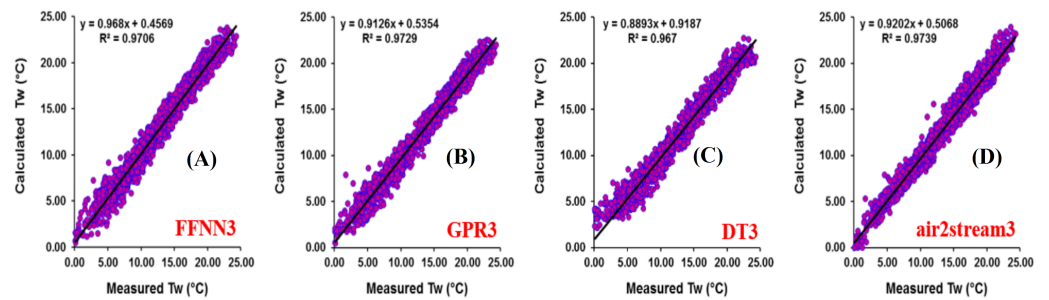 y = 0.968x + 0.4569
R² = 0.9706
25.00
20.00
15.00
10.00
5.00
0.00
Calculated Tw (°C)
(A)
FFNN3
0.00 5.00 10.00 15.00 20.00 25.00
Measured Tw (°C)
y = 0.9126x + 0.5354
R² = 0.9729
25.00
20.00
15.00
10.00
5.00
0.00
Calculated Tw (°C)
(B)
GPR3
0.00 5.00 10.00 15.00 20.00 25.00
Measured Tw (°C)
y = 0.8893x + 0.9187
R² = 0.967
25.00
20.00
15.00
10.00
5.00
0.00
Calculated Tw (°C)
(C)
DT3
0.00 5.00 10.00 15.00 20.00 25.00
Measured Tw (°C)
y = 0.9202x + 0.5068
R² = 0.9739
25.00
20.00
15.00
10.00
5.00
0.00
Calculated Tw (°C)
(D)
air2stream3
0.00 5.00 10.00 15.00 20.00 25.00
Measured Tw (°C)